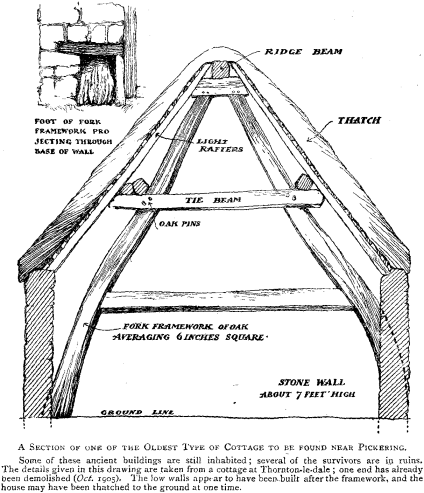 RIDGE BEAM
FOOT OF FORK
FRAMEWORK PRO
JECTING THROUGH
BASE OF WALL
THATCH
LIGHT
RAFTERS
TIE BEAM
OAK PINS
FORK FRAMEWORK OF OAK
AVERAGING 6 INCHES SQUARE.
STONE WALL
ABOUT 7 FEET HIGH
GROUND LINE
A SECTION OF ONE OF THE OLDEST TYPE OF COTTAGE TO BE FOUND NEAR PICKERING.
Some of these ancient buildings are still inhabited; several of the survivors are in ruins.
The details given in this drawing are taken from a cottage at Thornton-le-dale; one end has already
been demolished (Oct. 1905). The low walls appear to have been built after the framework, and the
house may have been thatched to the ground at one time.